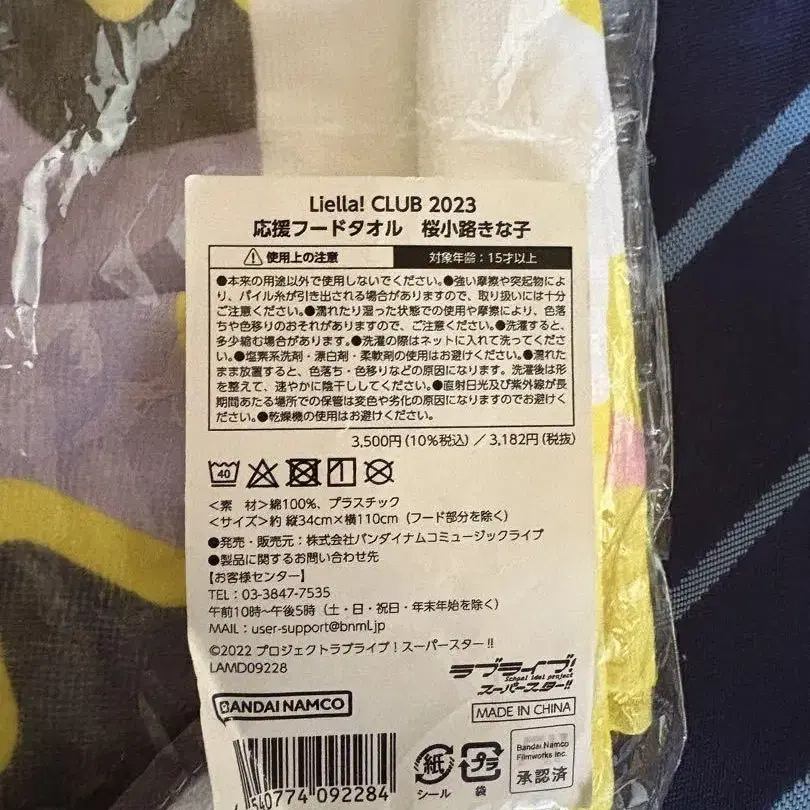 Liella! CLUB 2023
応援フードタオル 桜小路きな子
使用上の注意 対象年齢：15才以上
●本来の用途以外で使用しないでください。●強い摩擦や突起物によ
り、パイル糸が引き出される場合がありますので、取り扱いには十分
ご注意ください。●濡れたり湿った状態での使用や摩擦により、色落
ちや色移りのおそれがありますので、ご注意ください。●洗濯すると、
多少縮む場合があります。●洗濯の際はネットに入れて洗ってくださ
い。●塩素系洗剤・漂白剤・柔軟剤の使用はお避けください。●濡れた
まま放置すると、色落ち・色移りなどの原因になります。洗濯後は形
を整えて、速やかに陰干ししてください。●直射日光及び紫外線が長
期間あたる場所での保管は変色や劣化の原因になりますのでお避けく
ださい。●乾燥機の使用はお避けください。
3,500円（10%税込）／3,182円（税抜）
40
＜素 材＞綿100%、プラスチック
＜サイズ＞約 縦34cm×横110cm（フード部分を除く）
●発売・販売元：株式会社バンダイナムコミュージックライブ
●製品に関するお問い合わせ先
【お客様センター】
TEL：03-3847-7535
午前10時～午後5時（土・日・祝日・年末年始を除く）
MAIL：user-support@bnml.jp
©2022 プロジェクトラブライブ！スーパースター!!
LAMD09228
ラブライブ！
School idol project
スーパースター!!
BANDAI NAMCO
MADE IN CHINA
紙
シール
プラ
袋
Bandai Namco
Filmworks Inc.
承認済
4 540774 092284